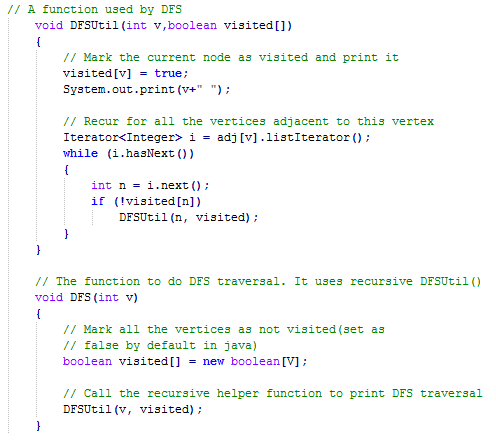 // A function used by DFS
void DFSUtil(int v,boolean visited[])
{
// Mark the current node as visited and print it
visited[v] = true;
System.out.print(v+" ");
// Recur for all the vertices adjacent to this vertex
Iterator<Integer> i = adj[v].listIterator();
while (i.hasNext())
{
int n = i.next();
if (!visited[n])
DFSUtil(n, visited);
}
}
// The function to do DFS traversal. It uses recursive DFSUtil()
void DFS(int v)
{
// Mark all the vertices as not visited(set as
// false by default in java)
boolean visited[] = new boolean[V];
// Call the recursive helper function to print DFS traversal
DFSUtil(v, visited);
}